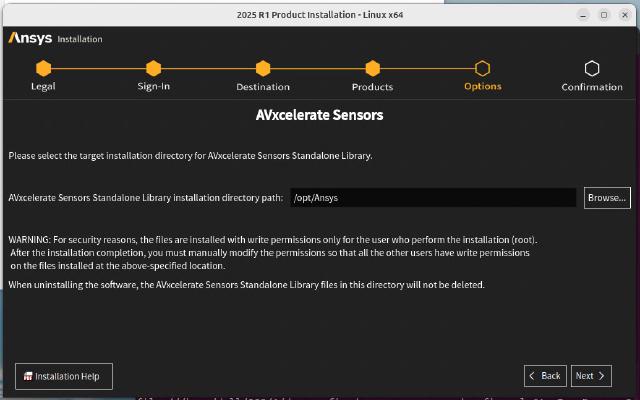 2025 R1 Product Installation - Linux x64
Ansys Installation
Legal Sign-In Destination Products Options Confirmation
AVxcelerate Sensors
Please select the target installation directory for AVxcelerate Sensors Standalone Library.
AVxcelerate Sensors Standalone Library installation directory path: /opt/Ansys Browse...
WARNING: For security reasons, the files are installed with write permissions only for the user who perform the installation (root).
After the installation completion, you must manually modify the permissions so that all the other users have write permissions
on the files installed at the above-specified location.
When uninstalling the software, the AVxcelerate Sensors Standalone Library files in this directory will not be deleted.
Installation Help < Back Next >